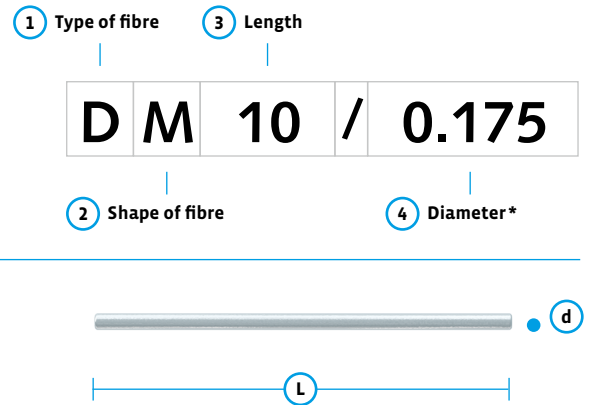 1 Type of fibre 3 Length
D M 10 / 0.175
2 Shape of fibre 4 Diameter*
d
L